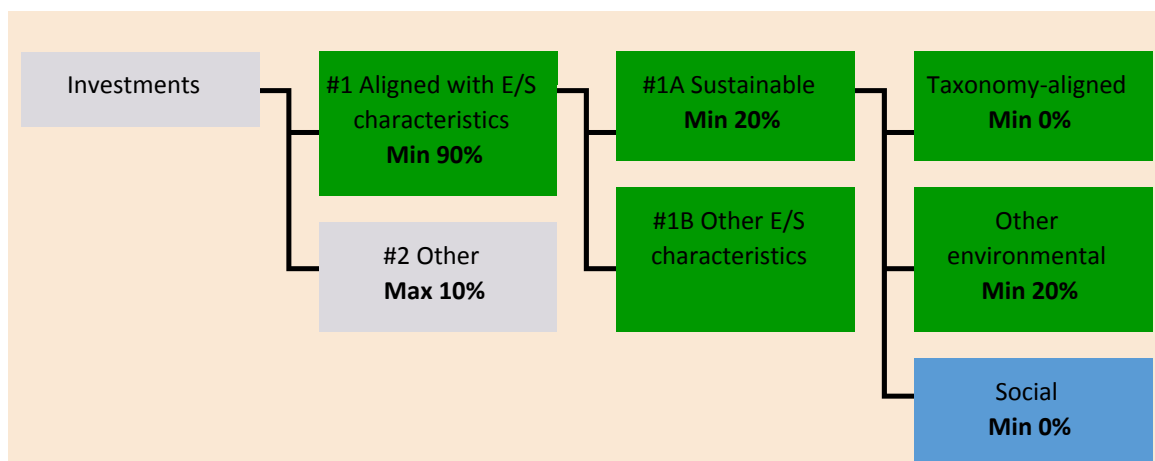 Investments
#1 Aligned with E/S
characteristics
Min 90%
#2 Other
Max 10%
#1A Sustainable
Min 20%
#1B Other E/S
characteristics
Taxonomy-aligned
Min 0%
Other
environmental
Min 20%
Social
Min 0%